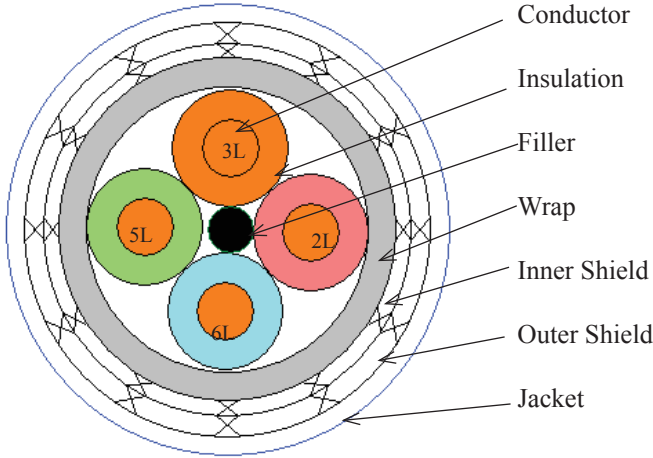 Conductor
Insulation
3L
Filler
Wrap
5L
2L
Inner Shield
6L
Outer Shield
Jacket